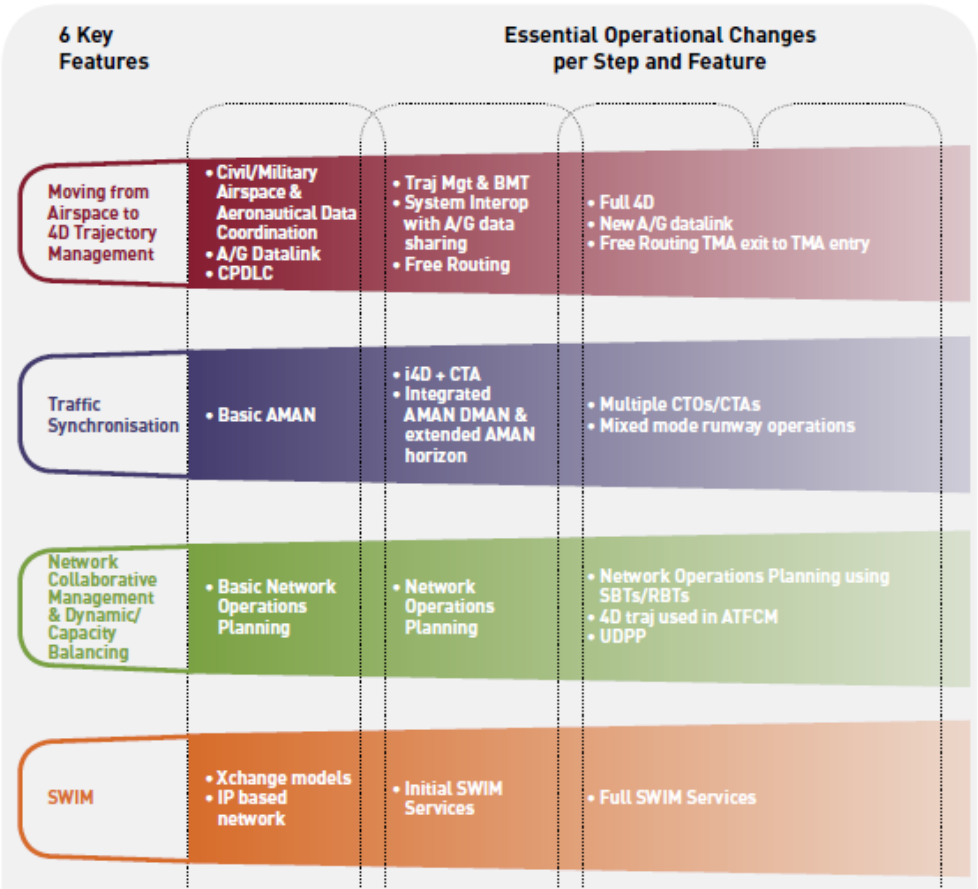 6 Key
Features
Essential Operational Changes
per Step and Feature
Moving from
Airspace to
4D Trajectory
Management
• Civil/Military
Airspace &
Aeronautical Data
Coordination
• A/G Datalink
• CPDLC
• Traj Mgt & BMT
• System Interop
with A/G data
sharing
• Free Routing
• Full 4D
• New A/G datalink
• Free Routing TMA exit to TMA entry
Traffic
Synchronisation
• Basic AMAN
• i4D + CTA
• Integrated
AMAN DMAN &
extended AMAN
horizon
• Multiple CTOs/CTAs
• Mixed mode runway operations
Network
Collaborative
Management
& Dynamic/
Capacity
Balancing
• Basic Network
Operations
Planning
• Network
Operations
Planning
• Network Operations Planning using
SBTs/RBTs
• 4D traj used in ATFCM
• UDPP
SWIM
• Xchange models
• IP based
network
• Initial SWIM
Services
• Full SWIM Services